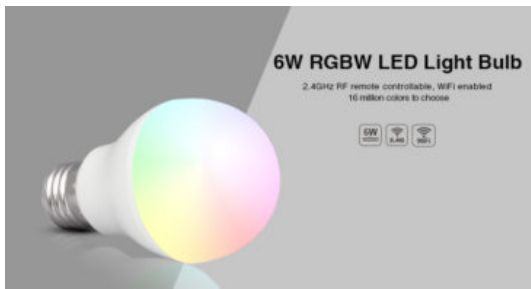 6W RGBW LED Light Bulb
2.4GHz RF remote controllable, WiFi enabled
16 million colors to choose
6W 2.4G WiFi